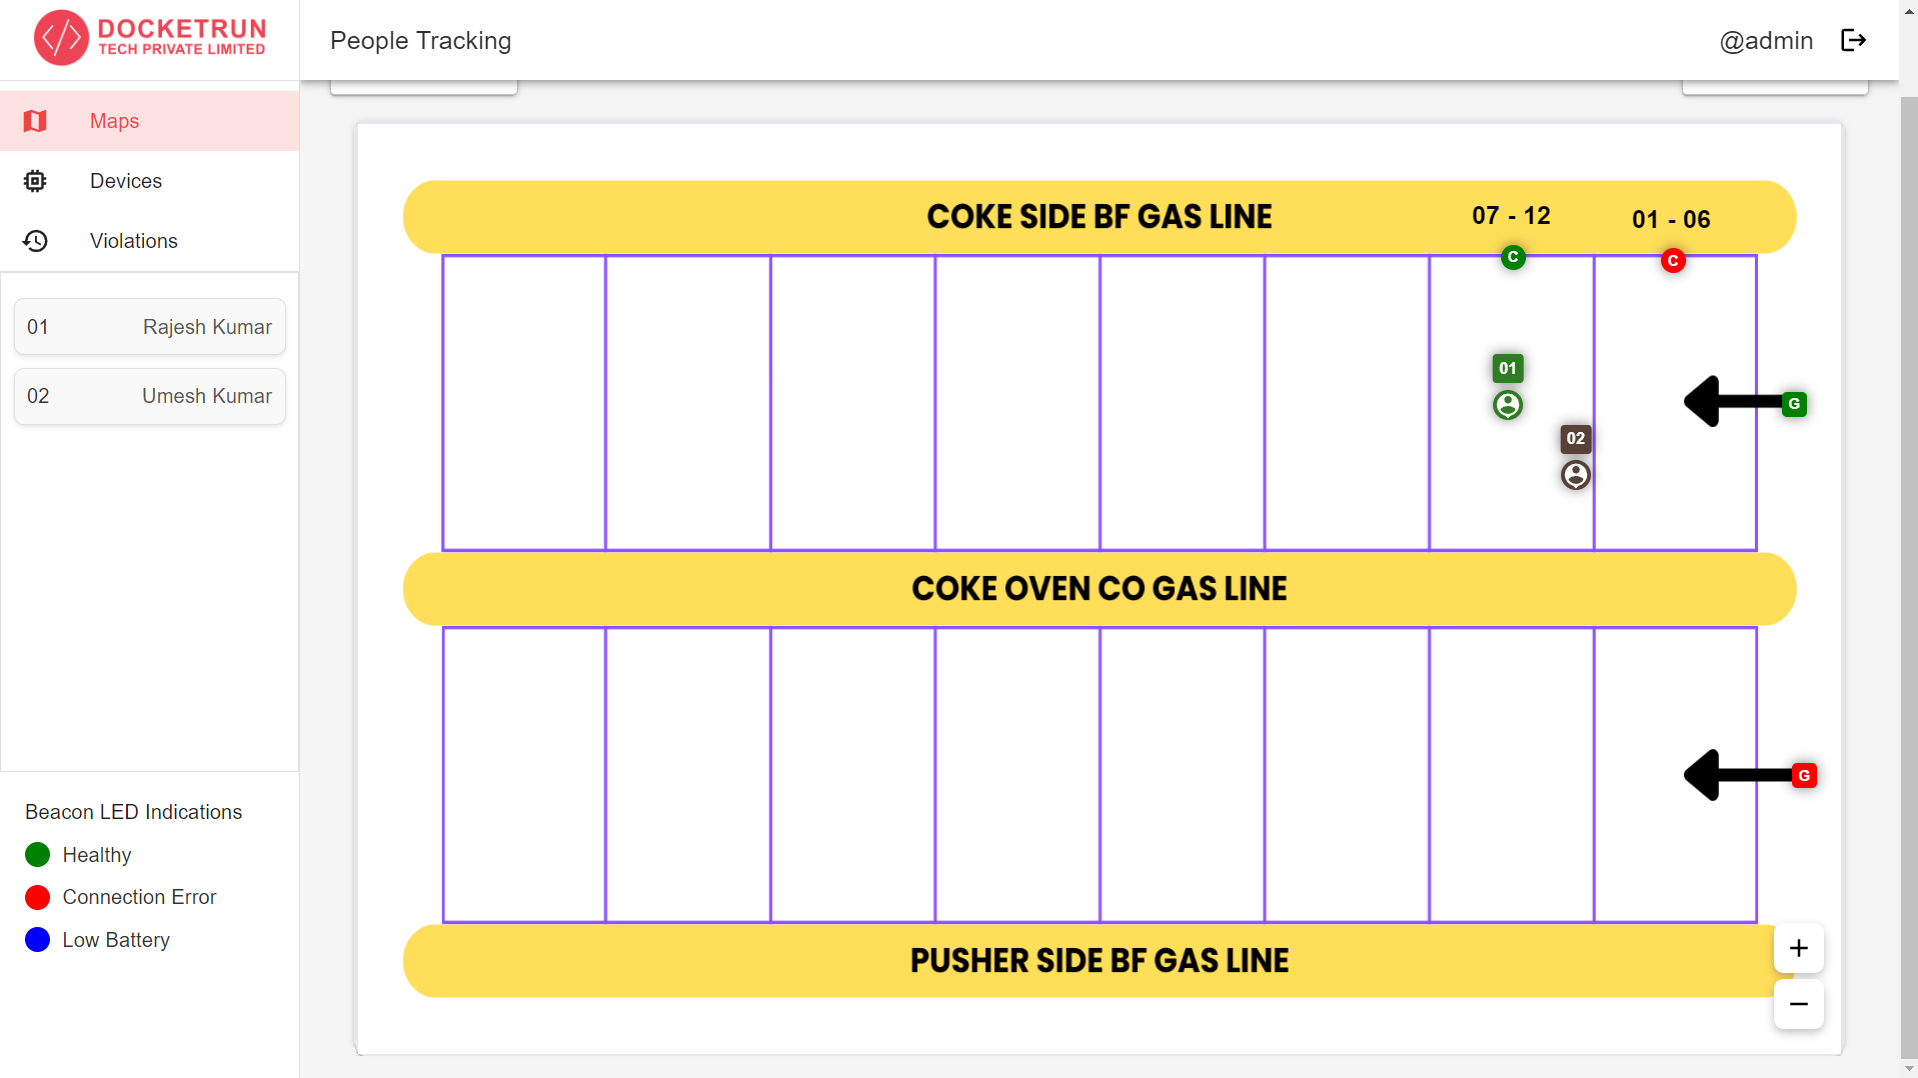 DOCKETRUN
TECH PRIVATE LIMITED
People Tracking
@admin
Maps
Devices
Violations
01 Rajesh Kumar
02 Umesh Kumar
Beacon LED Indications
Healthy
Connection Error
Low Battery
COKE SIDE BF GAS LINE
07 - 12
01 - 06
C
C
01
G
02
COKE OVEN CO GAS LINE
G
PUSHER SIDE BF GAS LINE
+
−